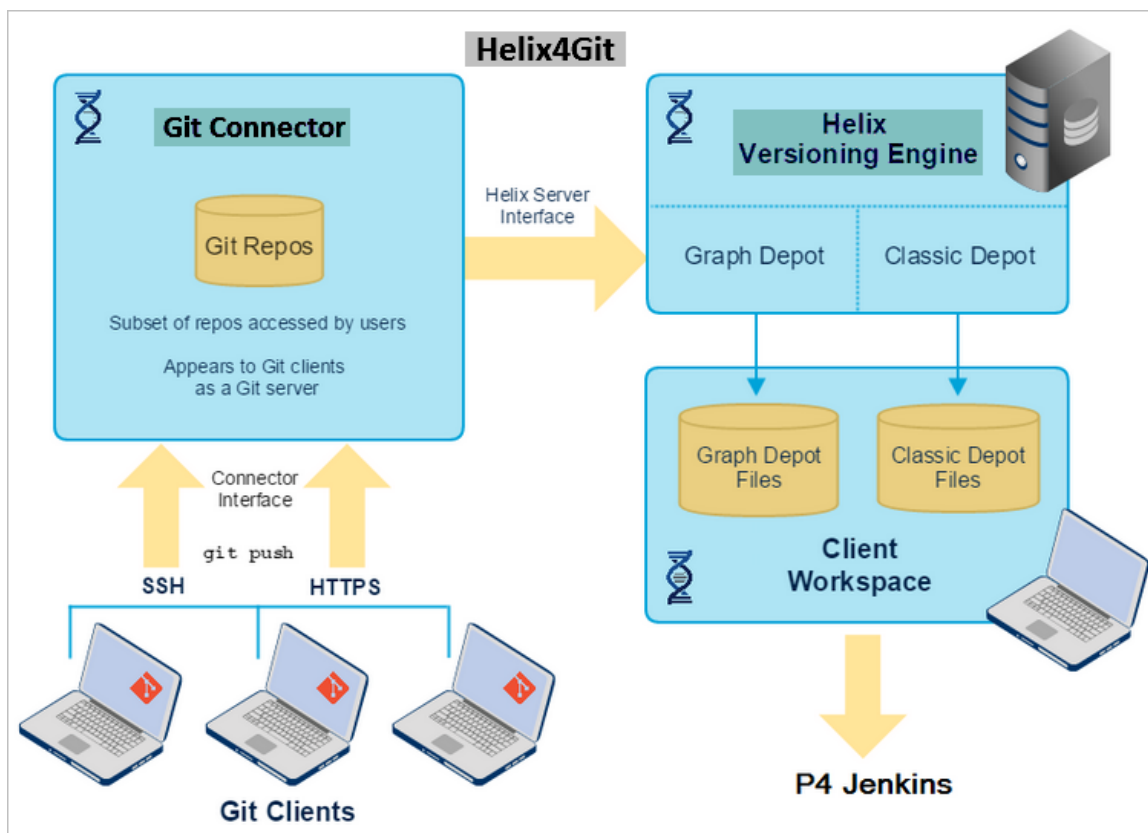 Helix4Git
Git Connector
Git Repos
Subset of repos accessed by users
Appears to Git clients
as a Git server
Helix Server
Interface
Helix
Versioning Engine
Graph Depot
Classic Depot
Graph Depot
Files
Classic Depot
Files
Client
Workspace
Connector
Interface
git push
SSH
HTTPS
Git Clients
P4 Jenkins